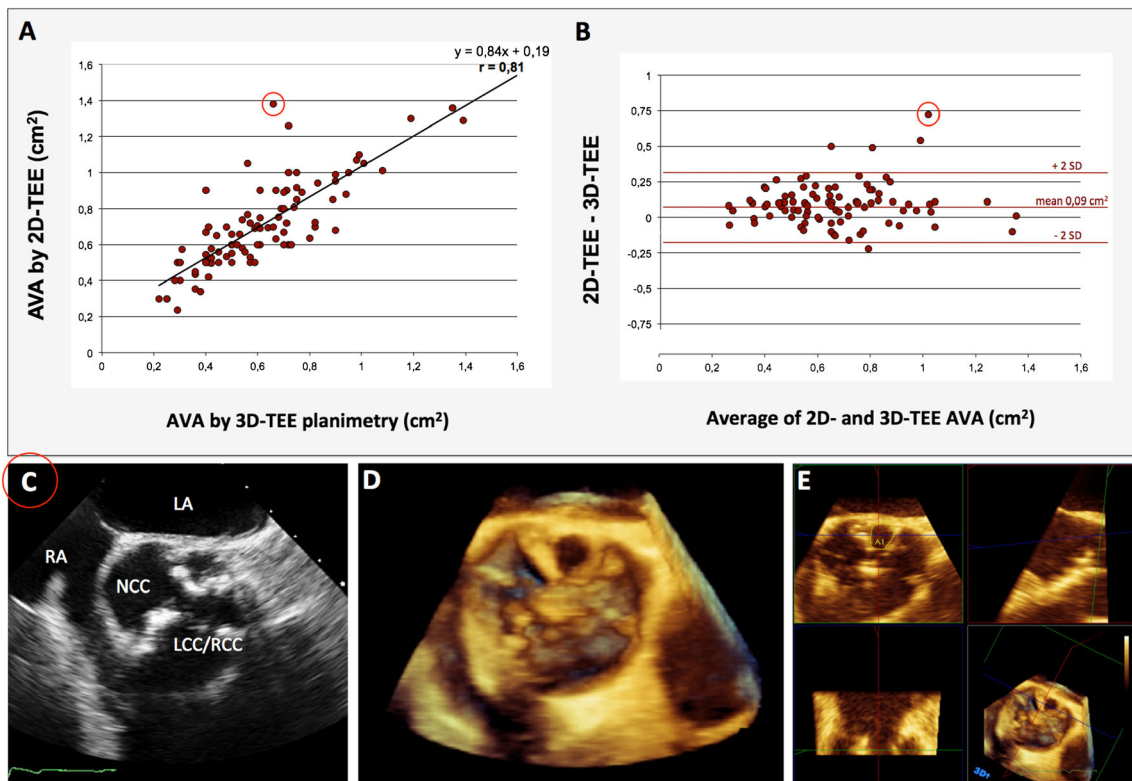 A
y = 0,84x + 0,19
r = 0,81
1,6
1,4
1,2
1
0,8
0,6
0,4
0,2
0
0 0,2 0,4 0,6 0,8 1 1,2 1,4 1,6
AVA by 2D-TEE (cm²)
AVA by 3D-TEE planimetry (cm²)
B
1
0,75
0,5
0,25
0
-0,25
-0,5
-0,75
0 0,2 0,4 0,6 0,8 1 1,2 1,4 1,6
+ 2 SD
mean 0,09 cm²
- 2 SD
2D-TEE - 3D-TEE
Average of 2D- and 3D-TEE AVA (cm²)
C
LA
RA
NCC
LCC/RCC
D
E
A1
3D